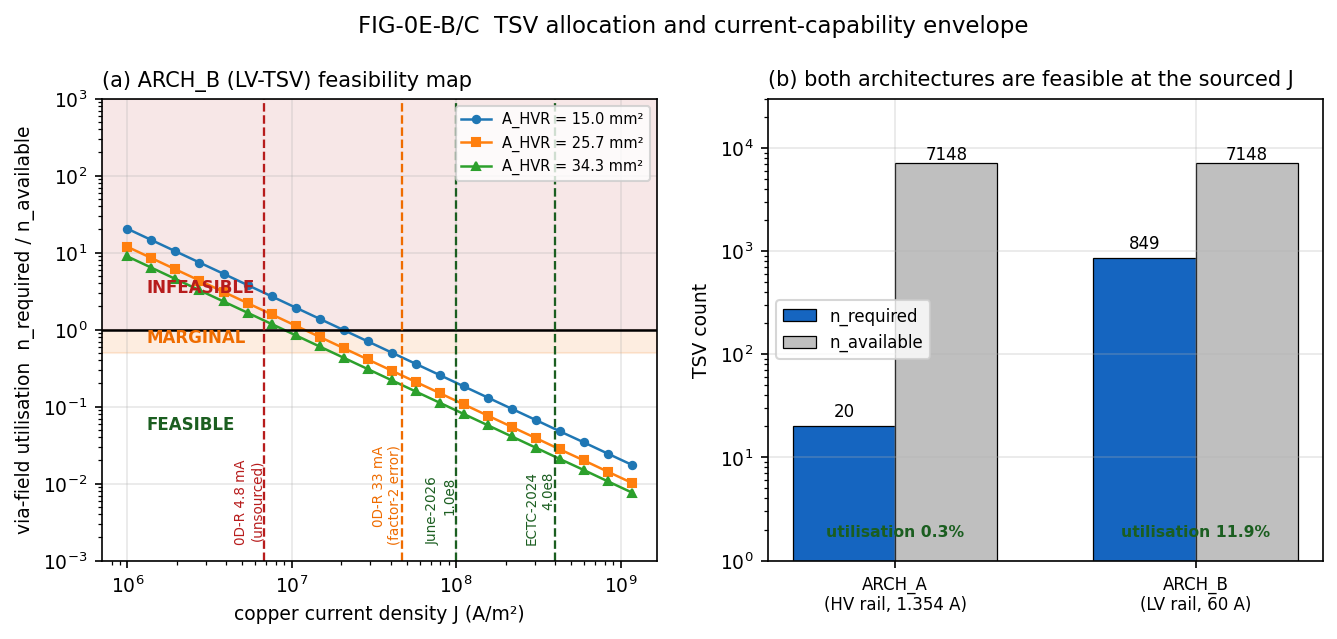 FIG-0E-B/C  TSV allocation and current-capability envelope
(a) ARCH_B (LV-TSV) feasibility map
via-field utilisation  n_required / n_available
10³
10²
10¹
10⁰
10⁻¹
10⁻²
10⁻³
A_HVR = 15.0 mm²
A_HVR = 25.7 mm²
A_HVR = 34.3 mm²
INFEASIBLE
MARGINAL
FEASIBLE
0D-R 4.8 mA
(unsourced)
0D-R 33 mA
(factor-2 error)
June-2026
1.0e8
ECTC-2024
4.0e8
10⁶
10⁷
10⁸
10⁹
copper current density J (A/m²)
(b) both architectures are feasible at the sourced J
TSV count
10⁴
10³
10²
10¹
10⁰
7148
7148
849
20
n_required
n_available
utilisation 0.3%
utilisation 11.9%
ARCH_A
(HV rail, 1.354 A)
ARCH_B
(LV rail, 60 A)